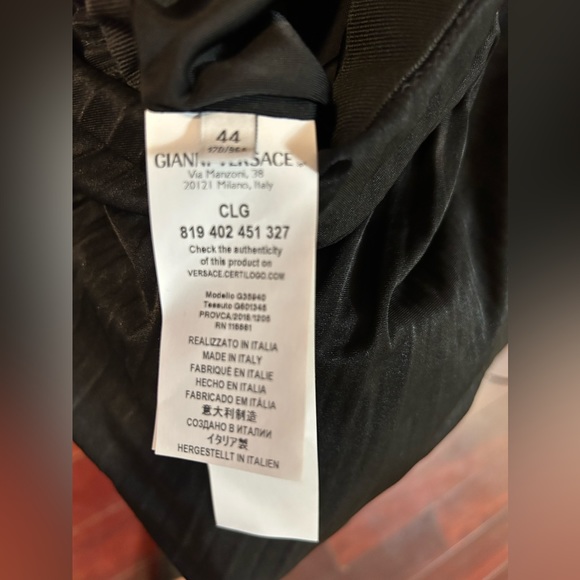 44
GIANNI VERSACE
Via Manzoni, 38
20121 Milano, Italy
CLG
819 402 451 327
Check the authenticity
of this product on
VERSACE.CERTILOGO.COM
Modello G35940
Tessuto G601345
PROVCA/2018/1205
RN 116661
REALIZZATO IN ITALIA
MADE IN ITALY
FABRIQUÉ EN ITALIE
HECHO EN ITALIA
FABRICADO EM ITÁLIA
意大利制造
СОЗДАНО В ИТАЛИИ
イタリア製
HERGESTELLT IN ITALIEN